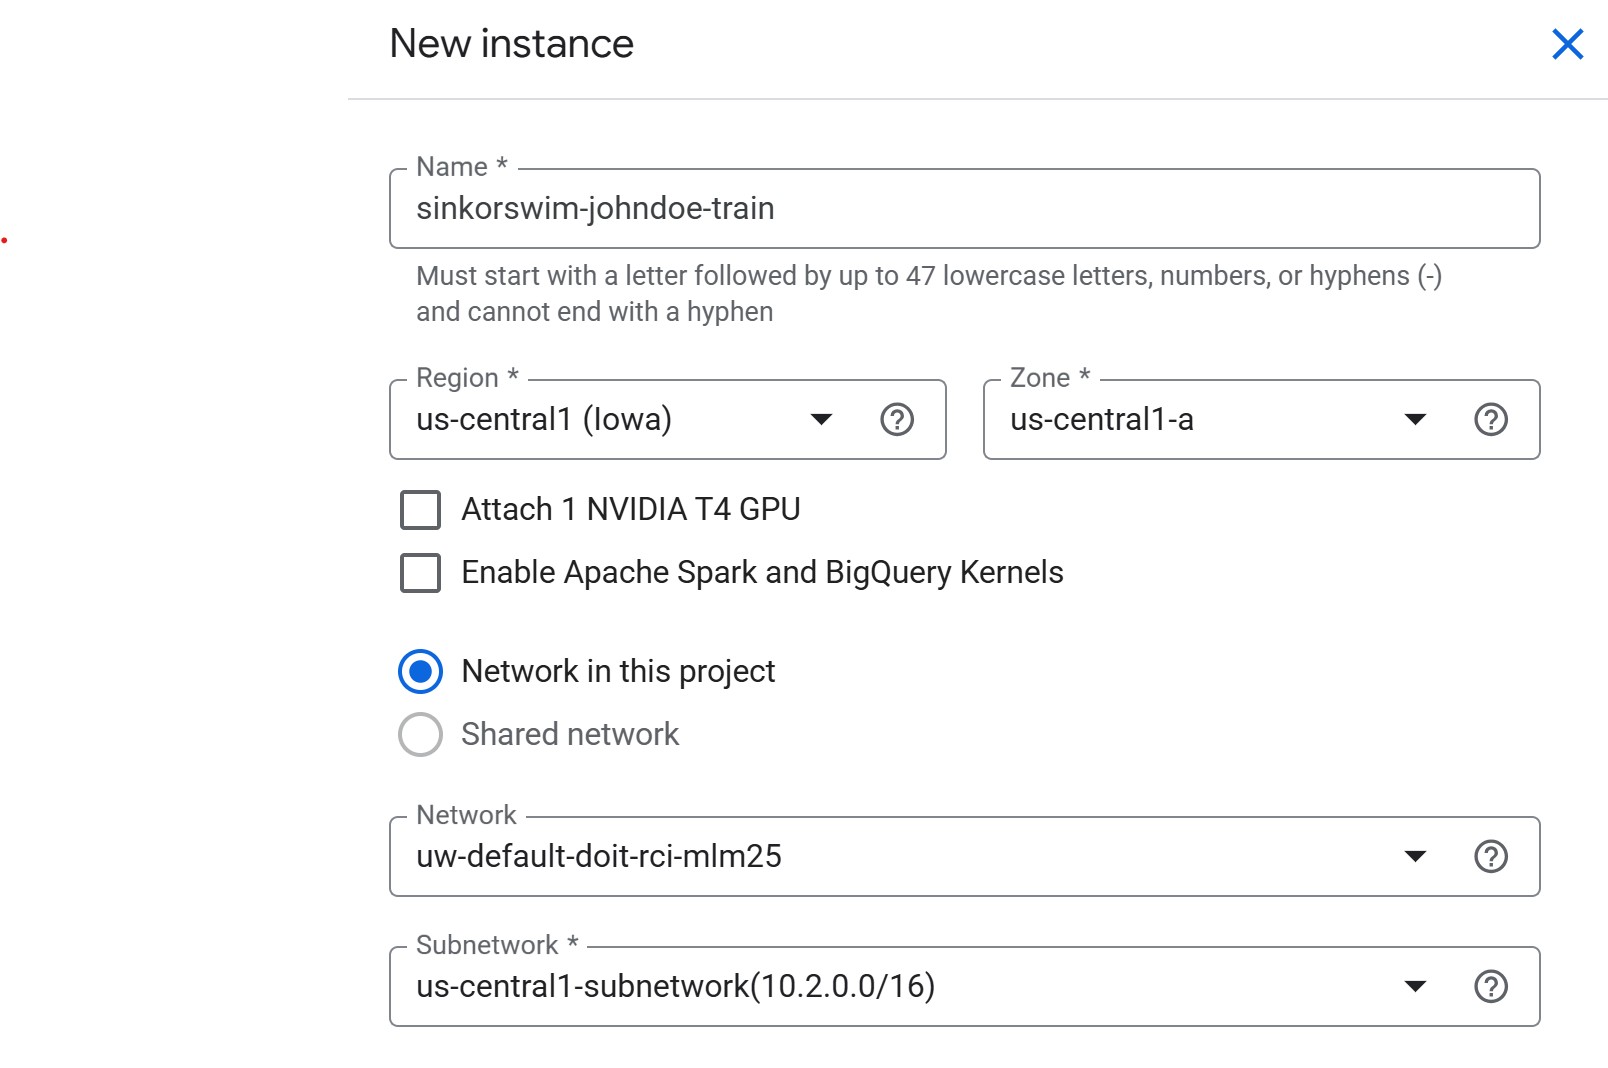 New instance
Name *
sinkorswim-johndoe-train
Must start with a letter followed by up to 47 lowercase letters, numbers, or hyphens (-)
and cannot end with a hyphen
Region *
us-central1 (Iowa)
Zone *
us-central1-a
Attach 1 NVIDIA T4 GPU
Enable Apache Spark and BigQuery Kernels
Network in this project
Shared network
Network
uw-default-doit-rci-mlm25
Subnetwork *
us-central1-subnetwork(10.2.0.0/16)